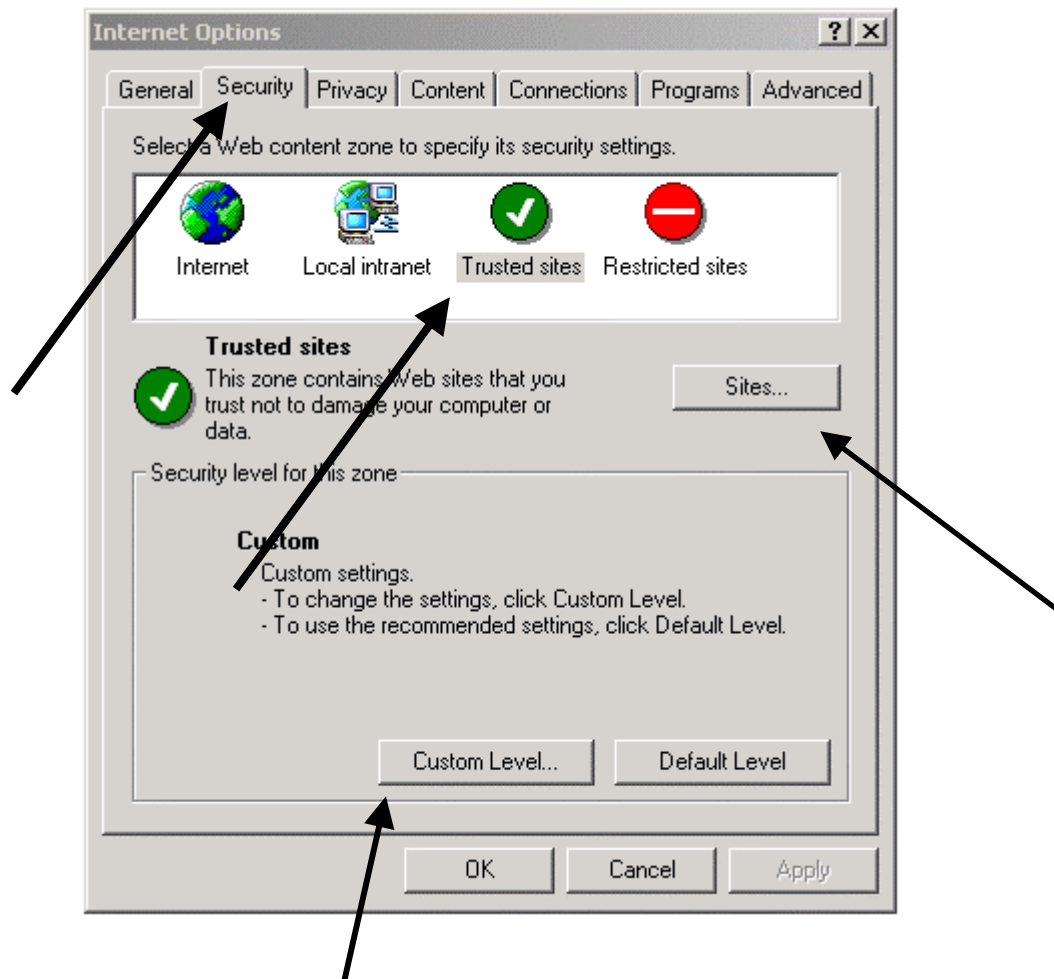 Internet Options
General Security Privacy Content Connections Programs Advanced
Select a Web content zone to specify its security settings.
Internet Local intranet Trusted sites Restricted sites
Trusted sites
This zone contains Web sites that you
trust not to damage your computer or
data.
Sites...
Security level for this zone
Custom
Custom settings.
- To change the settings, click Custom Level.
- To use the recommended settings, click Default Level.
Custom Level... Default Level
OK Cancel Apply